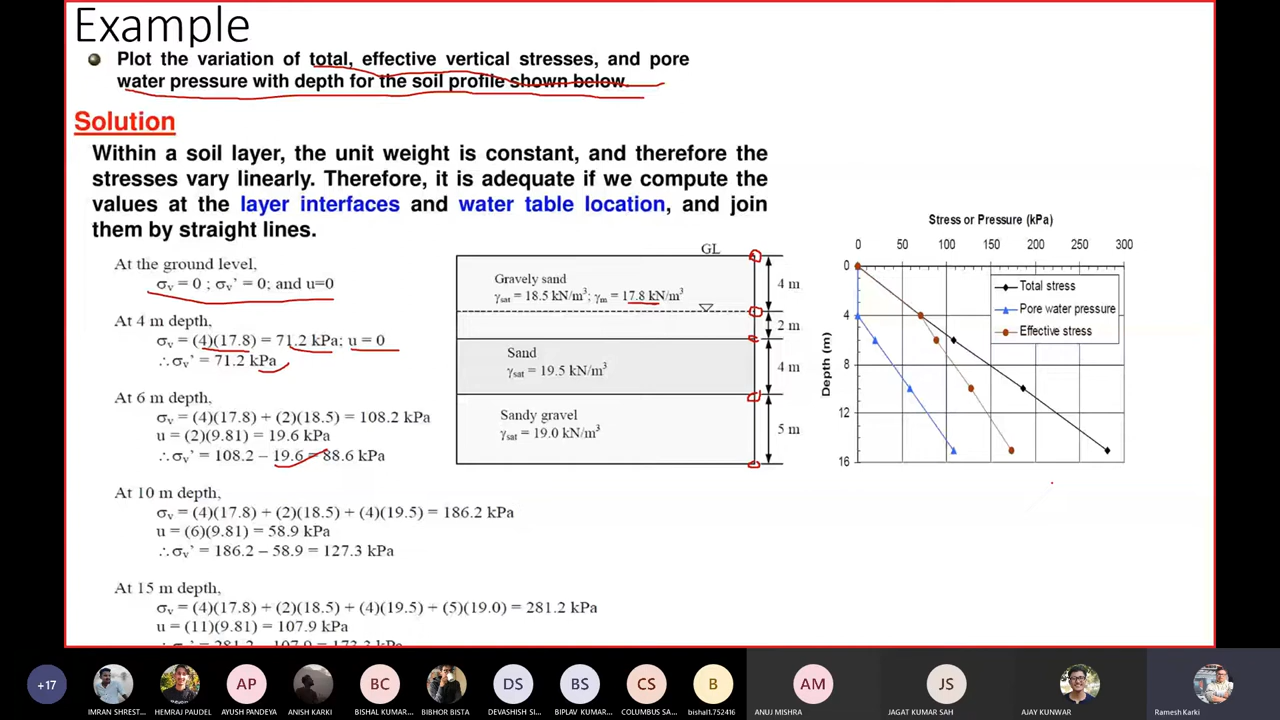 Example
Plot the variation of total, effective vertical stresses, and pore
water pressure with depth for the soil profile shown below.
Solution
Within a soil layer, the unit weight is constant, and therefore the
stresses vary linearly. Therefore, it is adequate if we compute the
values at the layer interfaces and water table location, and join
them by straight lines.
At the ground level,
σv = 0 ; σv’ = 0; and u=0
At 4 m depth,
σv = (4)(17.8) = 71.2 kPa; u = 0
∴σv’ = 71.2 kPa
At 6 m depth,
σv = (4)(17.8) + (2)(18.5) = 108.2 kPa
u = (2)(9.81) = 19.6 kPa
∴σv’ = 108.2 – 19.6 = 88.6 kPa
At 10 m depth,
σv = (4)(17.8) + (2)(18.5) + (4)(19.5) = 186.2 kPa
u = (6)(9.81) = 58.9 kPa
∴σv’ = 186.2 – 58.9 = 127.3 kPa
At 15 m depth,
σv = (4)(17.8) + (2)(18.5) + (4)(19.5) + (5)(19.0) = 281.2 kPa
u = (11)(9.81) = 107.9 kPa
∴σv’ = 281.2 – 107.9 = 173.3 kPa
GL
Gravely sand
γsat = 18.5 kN/m³; γm = 17.8 kN/m³
4 m
2 m
Sand
γsat = 19.5 kN/m³
4 m
Sandy gravel
γsat = 19.0 kN/m³
5 m
Stress or Pressure (kPa)
0 50 100 150 200 250 300
Depth (m)
0
4
8
12
16
Total stress
Pore water pressure
Effective stress
+17
AP
BC
DS
BS
CS
B
AM
JS
IMRAN SHREST...
HEMRAJ PAUDEL
AYUSH PANDEYA
ANISH KARKI
BISHAL KUMAR...
BIBHOR BISTA
DEVASHISH SI...
BIPLAV KUMAR...
COLUMBUS SA...
bishal1.752416
ANUJ MISHRA
JAGAT KUMAR SAH
AJAY KUNWAR
Ramesh Karki